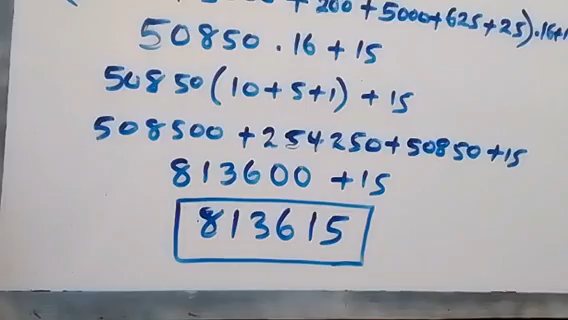 + 200 + 5000 + 625 + 25) . 16 +
50850 . 16 + 15
50850 (10 + 5 + 1) + 15
508500 + 254250 + 50850 + 15
813600 + 15
813615